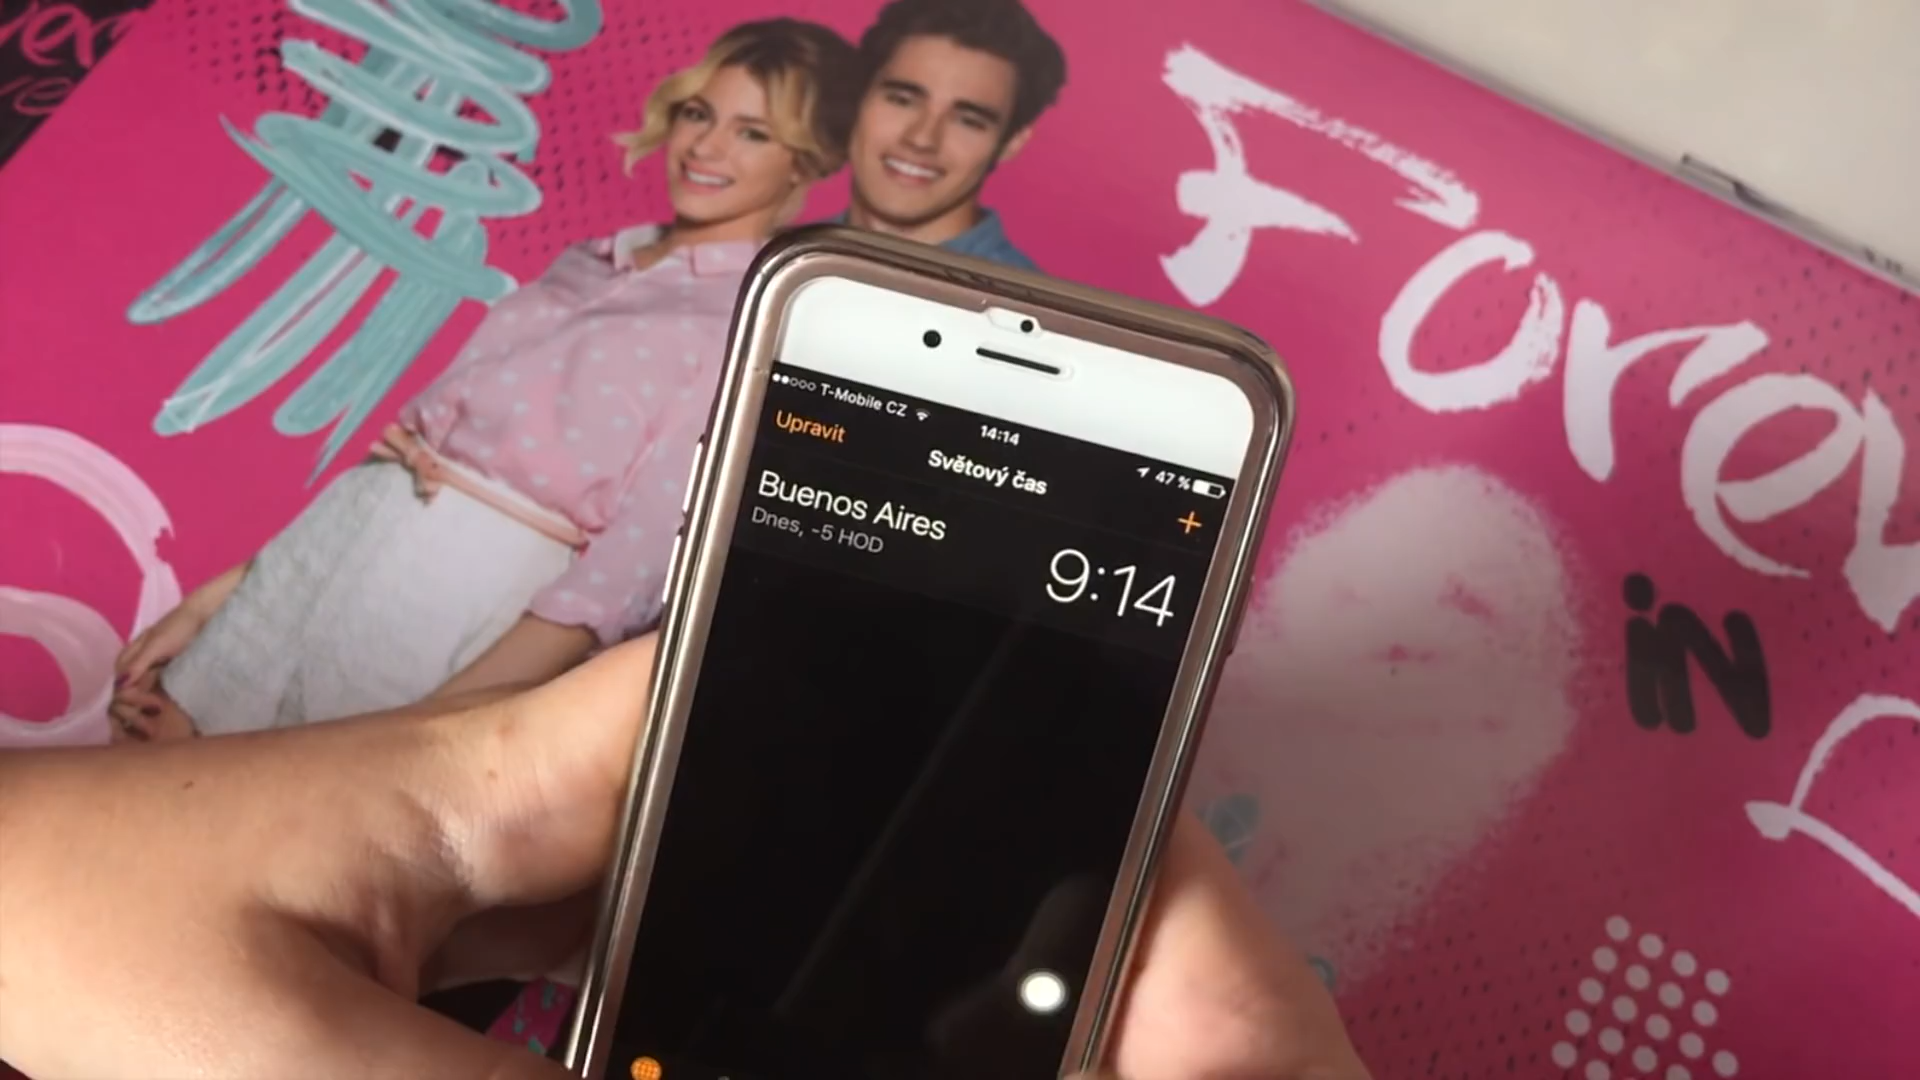 Forev
iN
T-Mobile CZ
14:14
47 %
Upravit
Světový čas
+
Buenos Aires
Dnes, -5 HOD
9:14